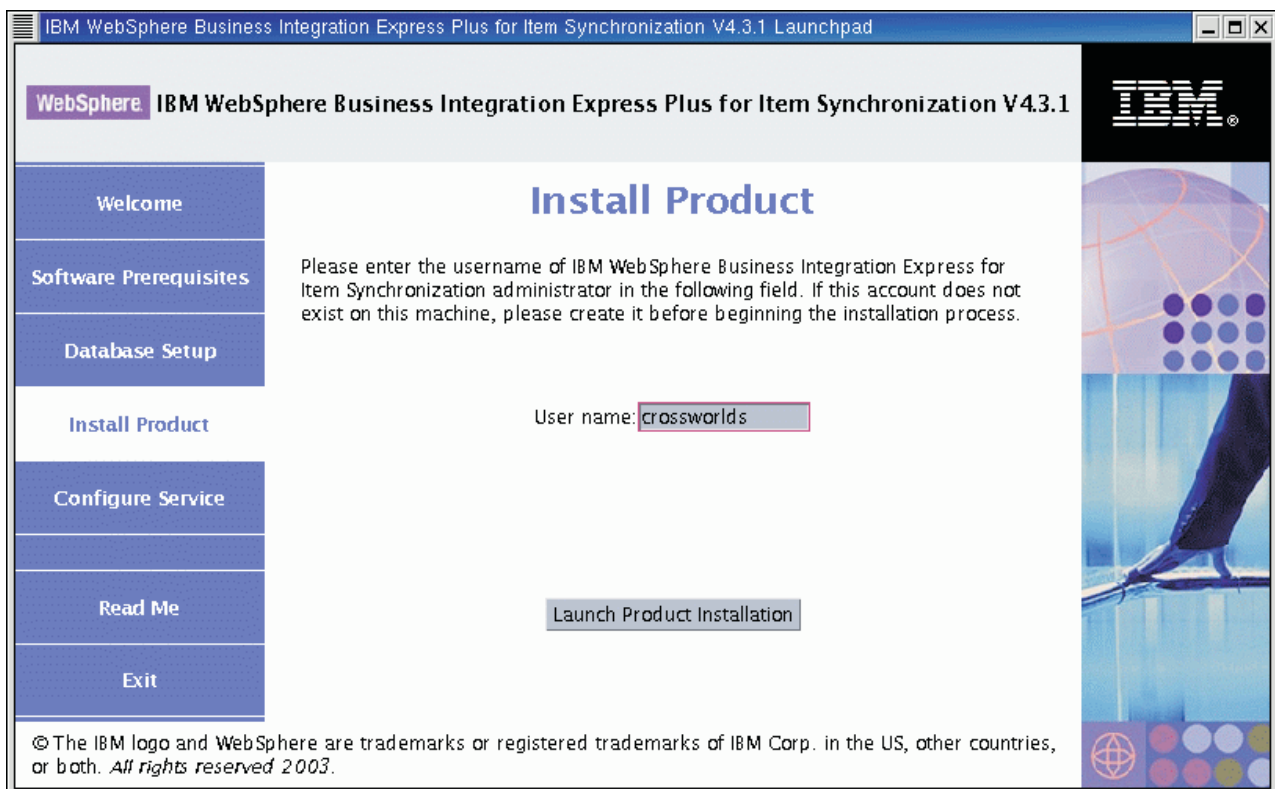 IBM WebSphere Business Integration Express Plus for Item Synchronization V4.3.1 Launchpad
WebSphere. IBM WebSphere Business Integration Express Plus for Item Synchronization V4.3.1
IBM®
Welcome
Software Prerequisites
Database Setup
Install Product
Configure Service
Read Me
Exit
Install Product
Please enter the username of IBM WebSphere Business Integration Express for
Item Synchronization administrator in the following field. If this account does not
exist on this machine, please create it before beginning the installation process.
User name: crossworlds
Launch Product Installation
© The IBM logo and WebSphere are trademarks or registered trademarks of IBM Corp. in the US, other countries,
or both. All rights reserved 2003.